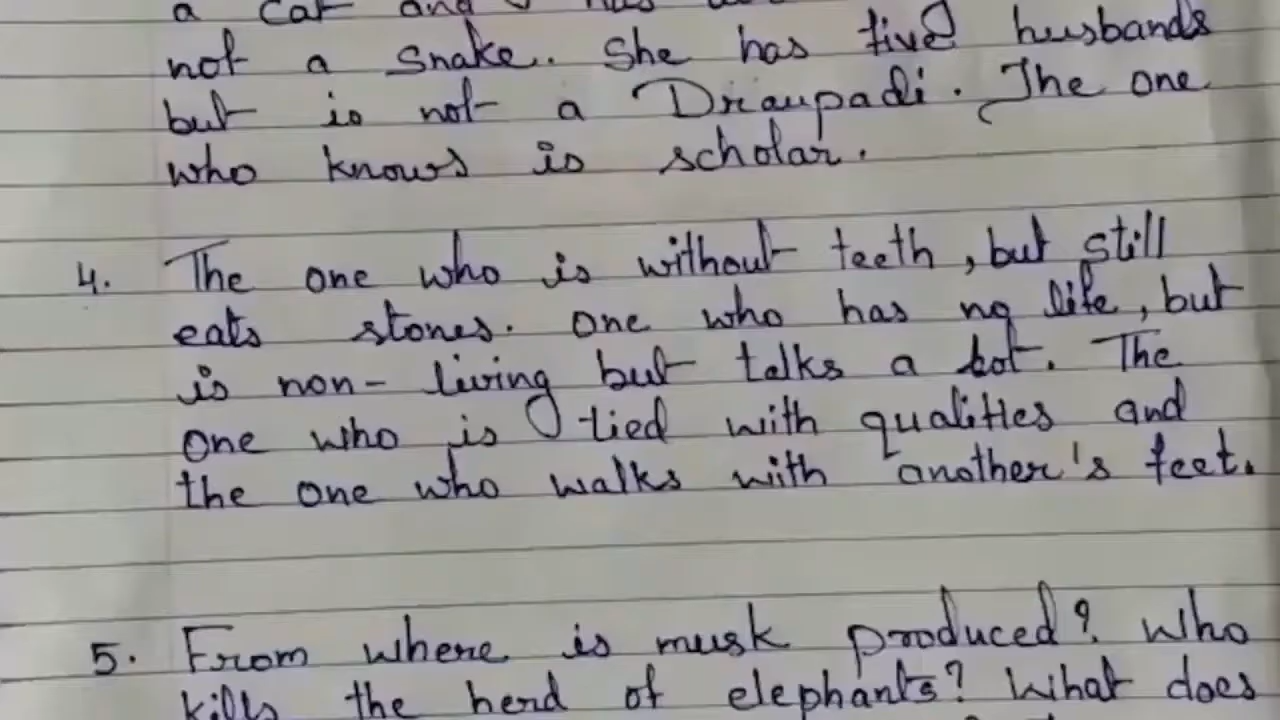 a cat and
not a snake. She has five husbands
but is not a Draupadi. The one
who knows is scholar.
4. The one who is without teeth, but still
eats stones. One who has no life, but
is non-living but talks a lot. The
one who is tied with qualities and
the one who walks with another's feet.
5. From where is musk produced? Who
kills the herd of elephants? What does